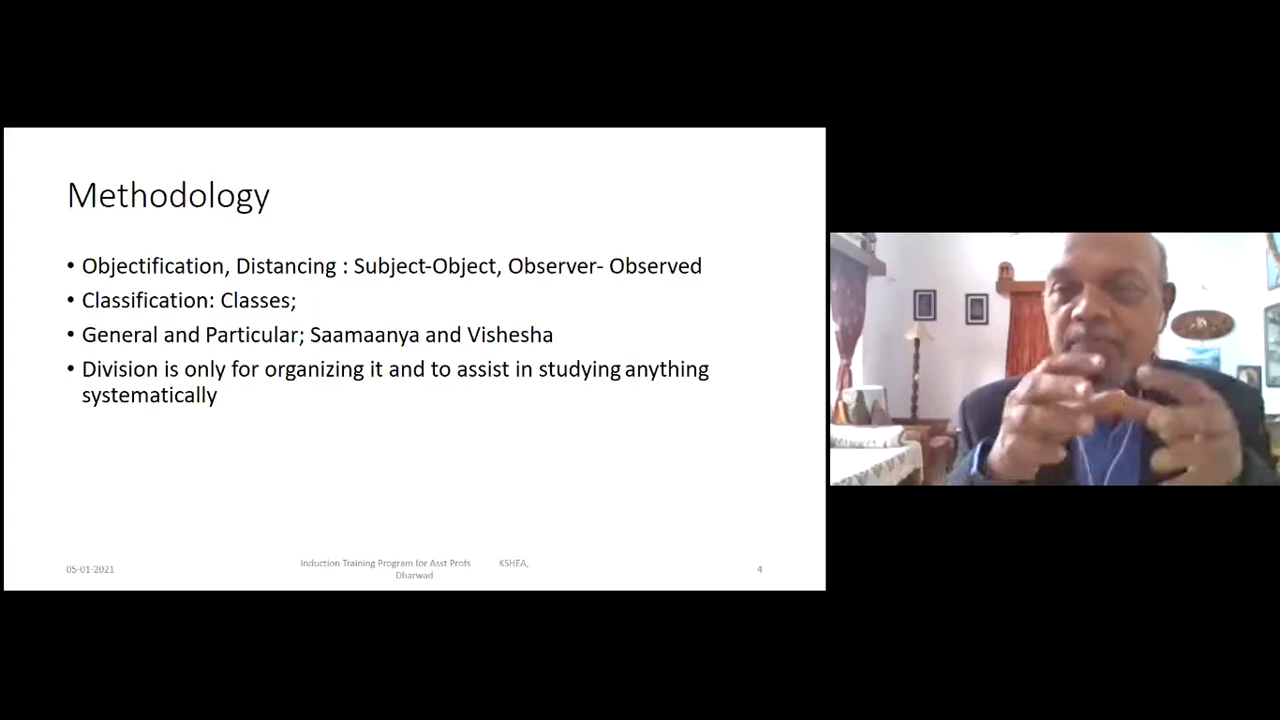 Methodology
• Objectification, Distancing : Subject-Object, Observer- Observed
• Classification: Classes;
• General and Particular; Saamaanya and Vishesha
• Division is only for organizing it and to assist in studying anything
systematically
05-01-2021
Induction Training Program for Asst Profs KSHEA,
Dharwad
4